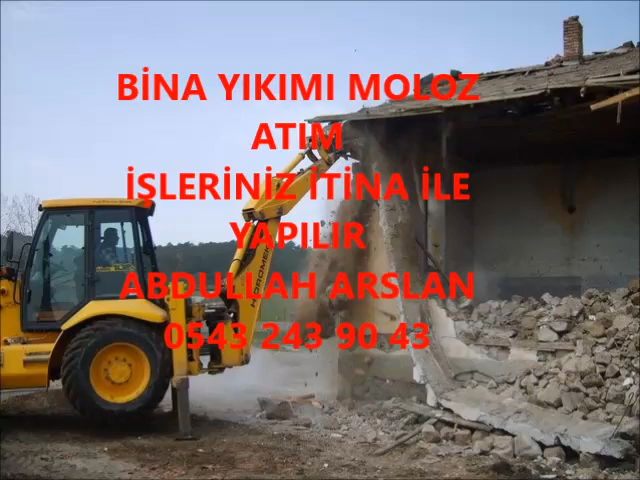 BİNA YIKIMI MOLOZ
ATIM
İŞLERİNİZ İTİNA İLE
YAPILIR
ABDULLAH ARSLAN
0543 243 90 43